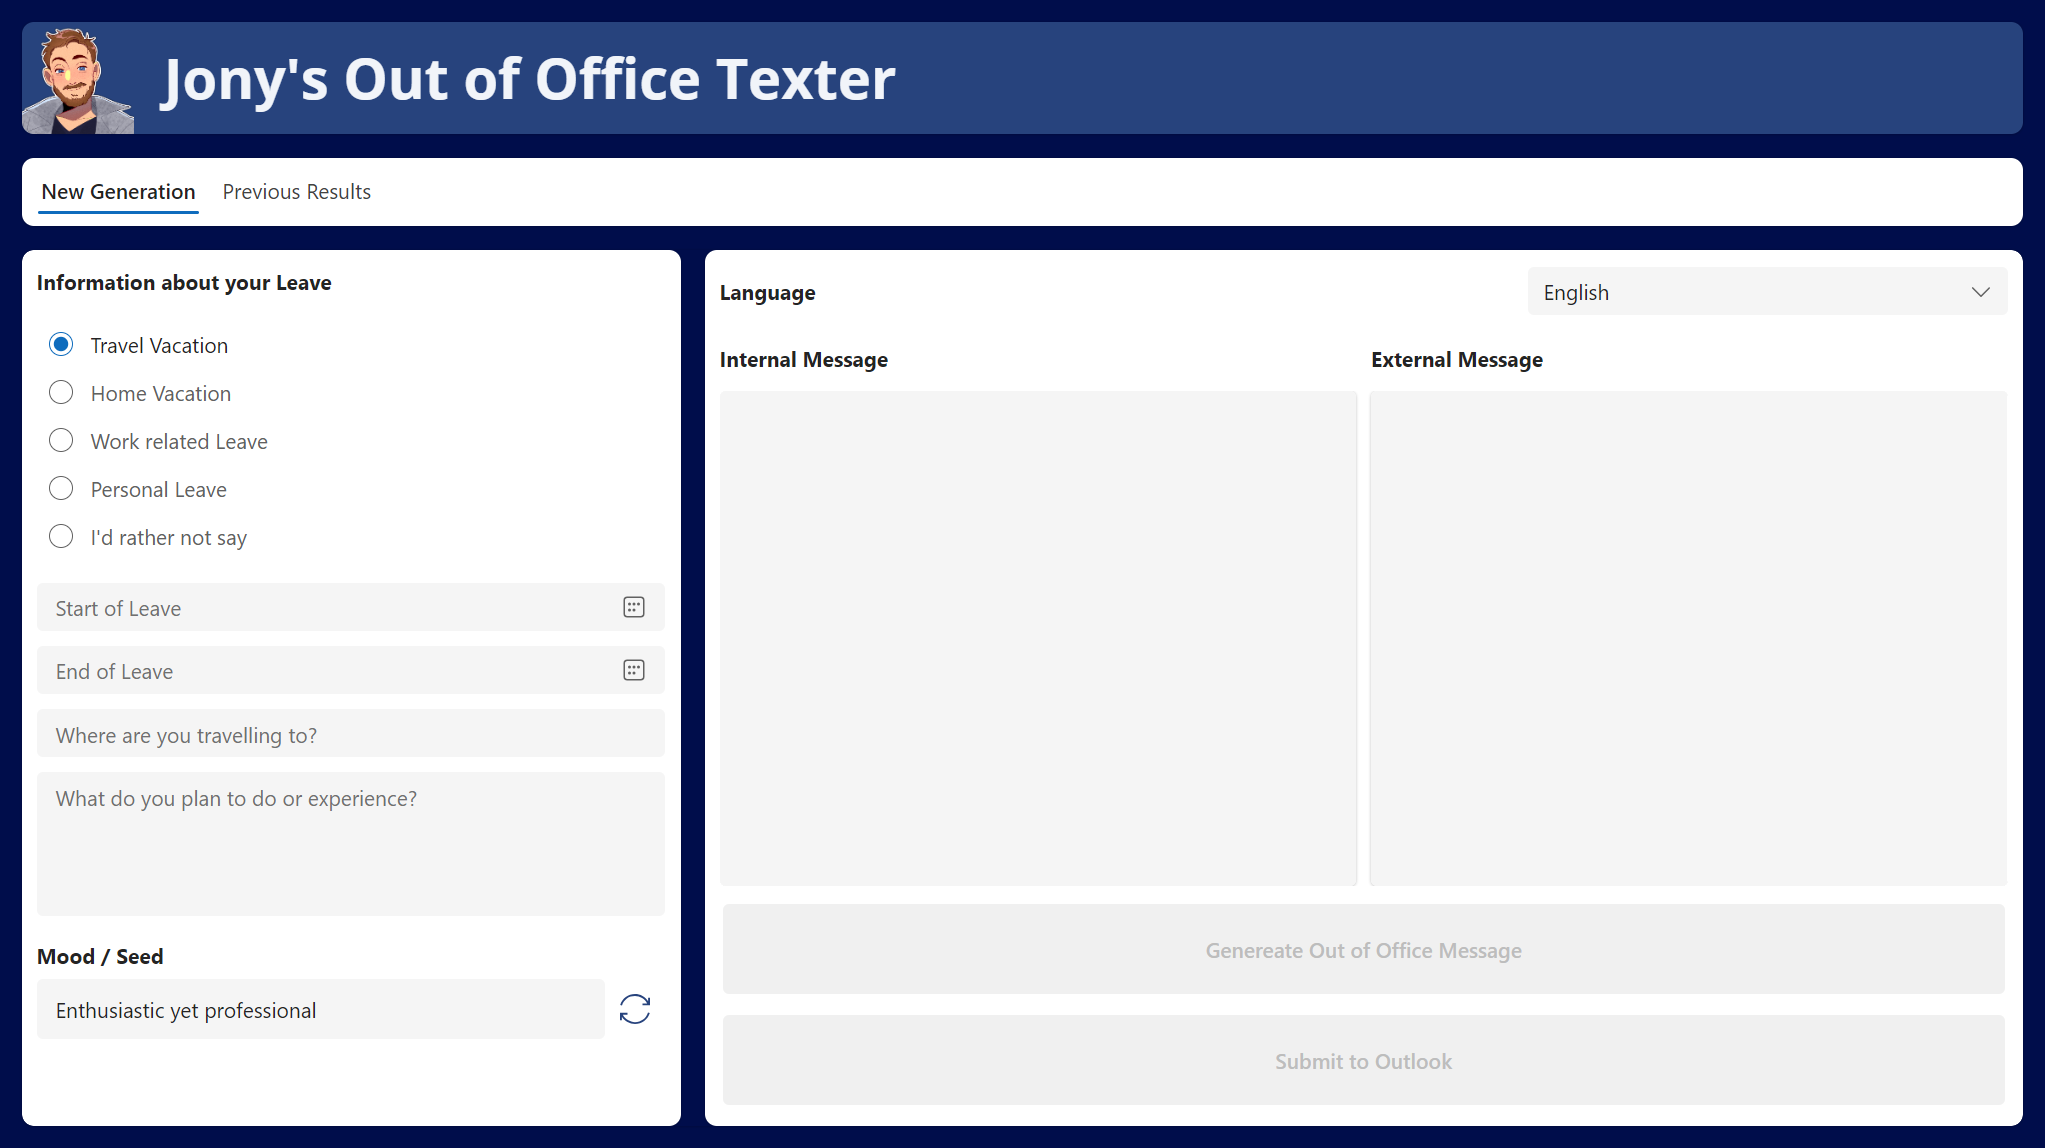 Jony's Out of Office Texter
New Generation
Previous Results
Information about your Leave
Travel Vacation
Home Vacation
Work related Leave
Personal Leave
I'd rather not say
Start of Leave
End of Leave
Where are you travelling to?
What do you plan to do or experience?
Mood / Seed
Enthusiastic yet professional
Language
English
Internal Message
External Message
Genereate Out of Office Message
Submit to Outlook